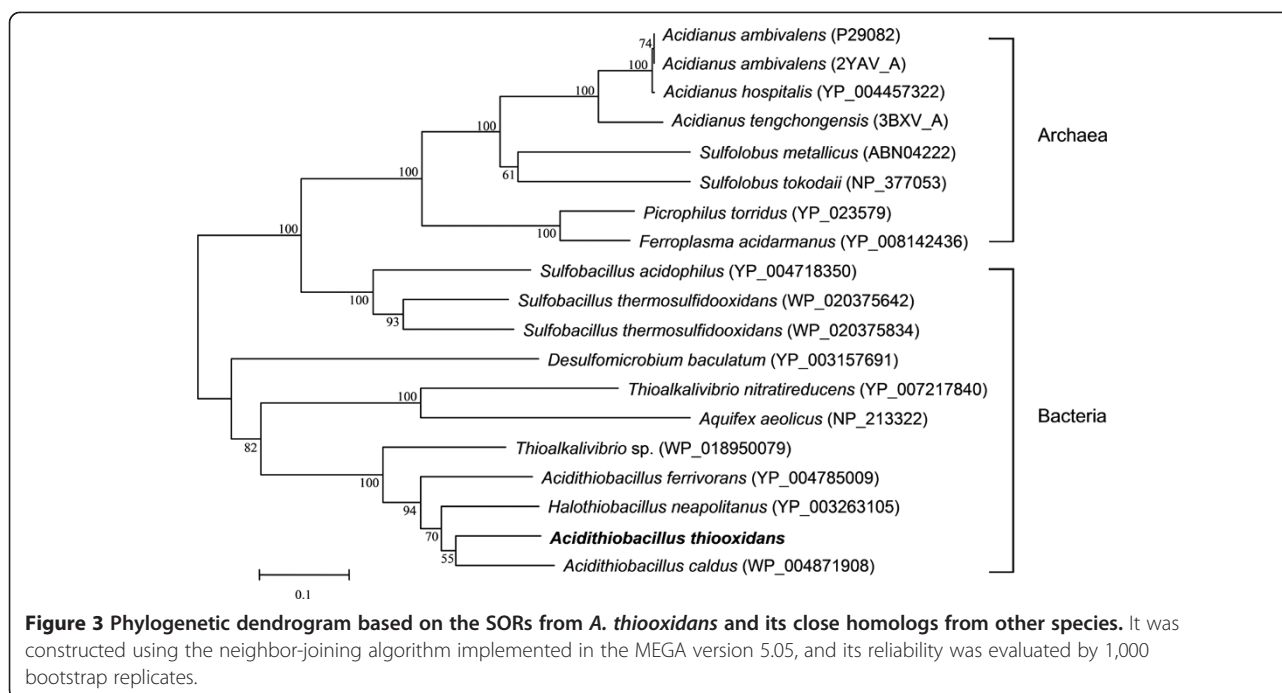 74
100
100
100
61
100
100
100
100
93
100
82
100
94
70
55
Acidianus ambivalens (P29082)
Acidianus ambivalens (2YAV_A)
Acidianus hospitalis (YP_004457322)
Acidianus tengchongensis (3BXV_A)
Sulfolobus metallicus (ABN04222)
Sulfolobus tokodaii (NP_377053)
Picrophilus torridus (YP_023579)
Ferroplasma acidarmanus (YP_008142436)
Archaea
Sulfobacillus acidophilus (YP_004718350)
Sulfobacillus thermosulfidooxidans (WP_020375642)
Sulfobacillus thermosulfidooxidans (WP_020375834)
Desulfomicrobium baculatum (YP_003157691)
Thioalkalivibrio nitratireducens (YP_007217840)
Aquifex aeolicus (NP_213322)
Thioalkalivibrio sp. (WP_018950079)
Acidithiobacillus ferrivorans (YP_004785009)
Halothiobacillus neapolitanus (YP_003263105)
Acidithiobacillus thiooxidans
Acidithiobacillus caldus (WP_004871908)
Bacteria
0.1
Figure 3 Phylogenetic dendrogram based on the SORs from A. thiooxidans and its close homologs from other species. It was
constructed using the neighbor-joining algorithm implemented in the MEGA version 5.05, and its reliability was evaluated by 1,000
bootstrap replicates.